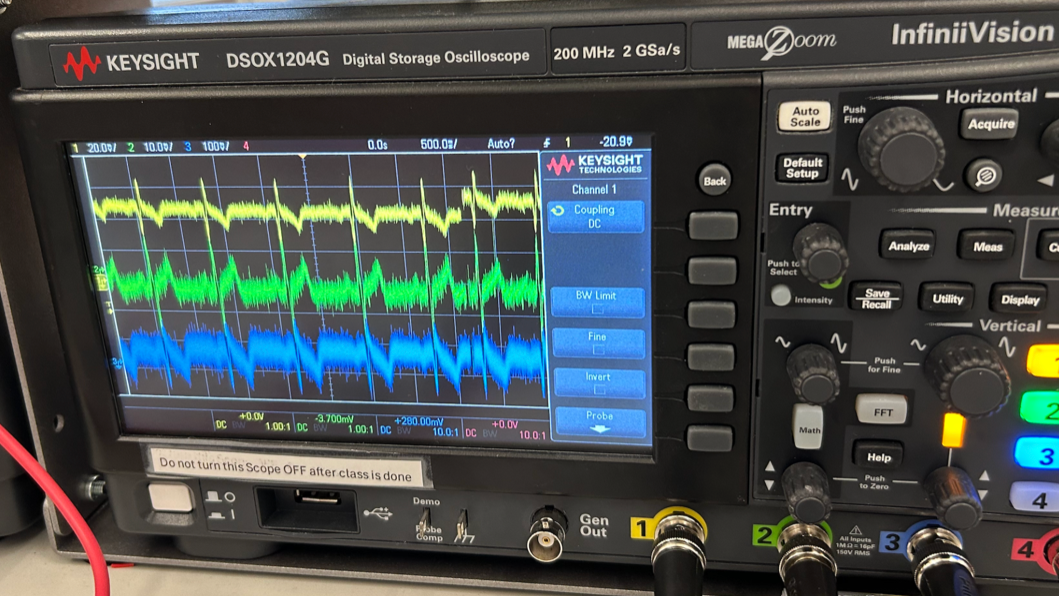 KEYSIGHT DSOX1204G Digital Storage Oscilloscope 200 MHz 2 GSa/s MEGA Zoom InfiniiVision
Horizontal
Auto Scale
Push Fine
Acquire
Default Setup
1 20.0V/ 2 10.0V/ 3 100V/ 4 0.0s 500.0s/ Auto? 1 -20.9V
KEYSIGHT
TECHNOLOGIES
Channel 1
Coupling
DC
BW Limit
Fine
Invert
Probe
Back
Entry
Push to Select
Intensity
Analyze
Meas
Save
Recall
Utility
Display
Vertical
Push for Fine
1
2
3
4
FFT
Math
Help
Push to Zero
+0.0V -3.700mV +280.00mV +0.0V
DC BW 1.00:1 DC BW 1.00:1 DC BW 10.0:1 DC BW 10.0:1
Do not turn this Scope OFF after class is done
Demo
Probe Comp
Gen Out
1
2
All Inputs
1MΩ≅16pF
150V RMS
3
4